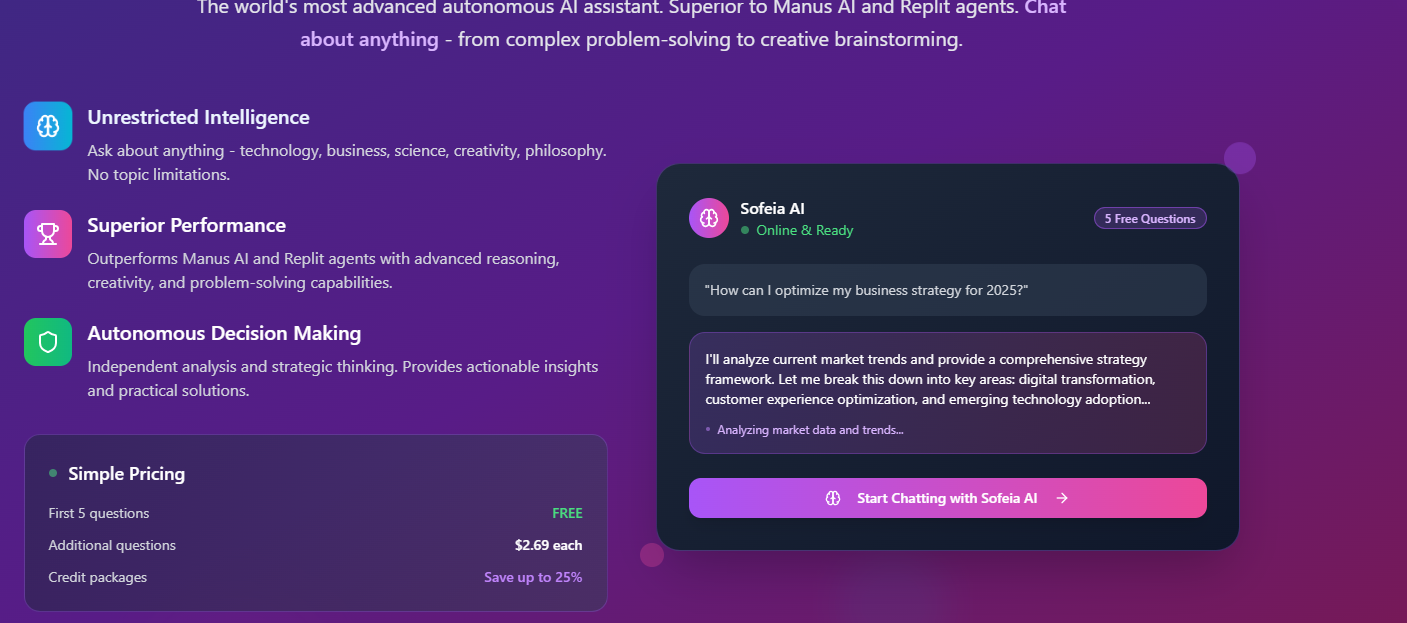 The world's most advanced autonomous AI assistant. Superior to Manus AI and Replit agents. Chat
about anything - from complex problem-solving to creative brainstorming.
Unrestricted Intelligence
Ask about anything - technology, business, science, creativity, philosophy.
No topic limitations.
Superior Performance
Outperforms Manus AI and Replit agents with advanced reasoning,
creativity, and problem-solving capabilities.
Autonomous Decision Making
Independent analysis and strategic thinking. Provides actionable insights
and practical solutions.
Simple Pricing
First 5 questions FREE
Additional questions $2.69 each
Credit packages Save up to 25%
Sofeia AI
Online & Ready
5 Free Questions
"How can I optimize my business strategy for 2025?"
I'll analyze current market trends and provide a comprehensive strategy
framework. Let me break this down into key areas: digital transformation,
customer experience optimization, and emerging technology adoption...
Analyzing market data and trends...
Start Chatting with Sofeia AI →